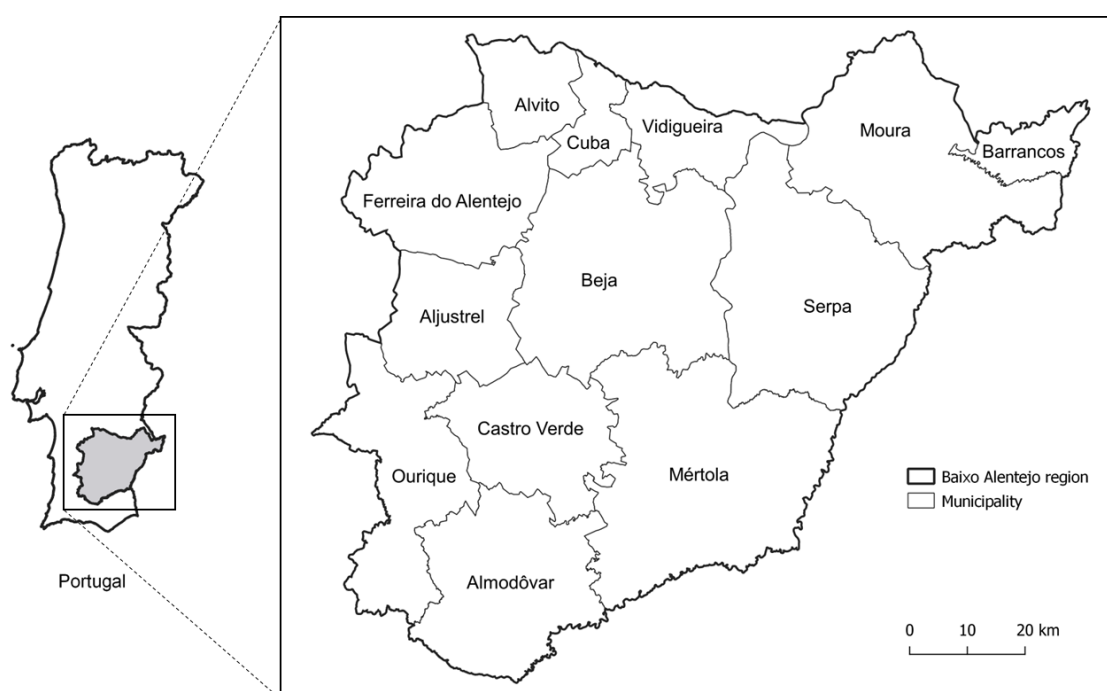 Alvito
Cuba
Vidigueira
Moura
Barrancos
Ferreira do Alentejo
Beja
Serpa
Aljustrel
Castro Verde
Ourique
Mértola
Almodôvar
Portugal
Baixo Alentejo region
Municipality
0 10 20 km